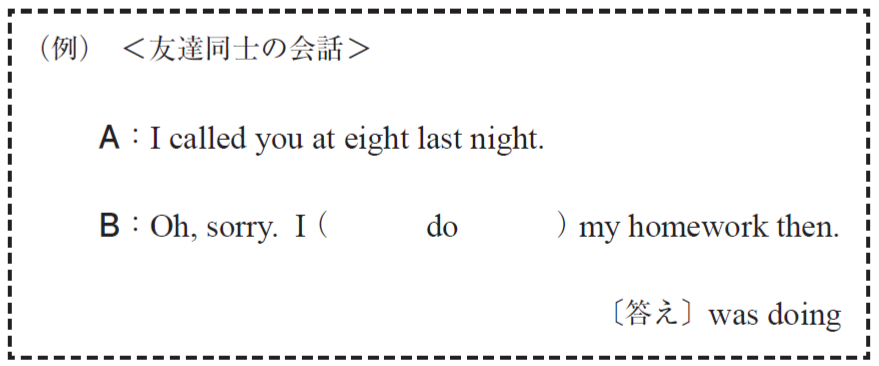 （例） ＜友達同士の会話＞
A：I called you at eight last night.
B：Oh, sorry. I（ do ）my homework then.
〔答え〕was doing